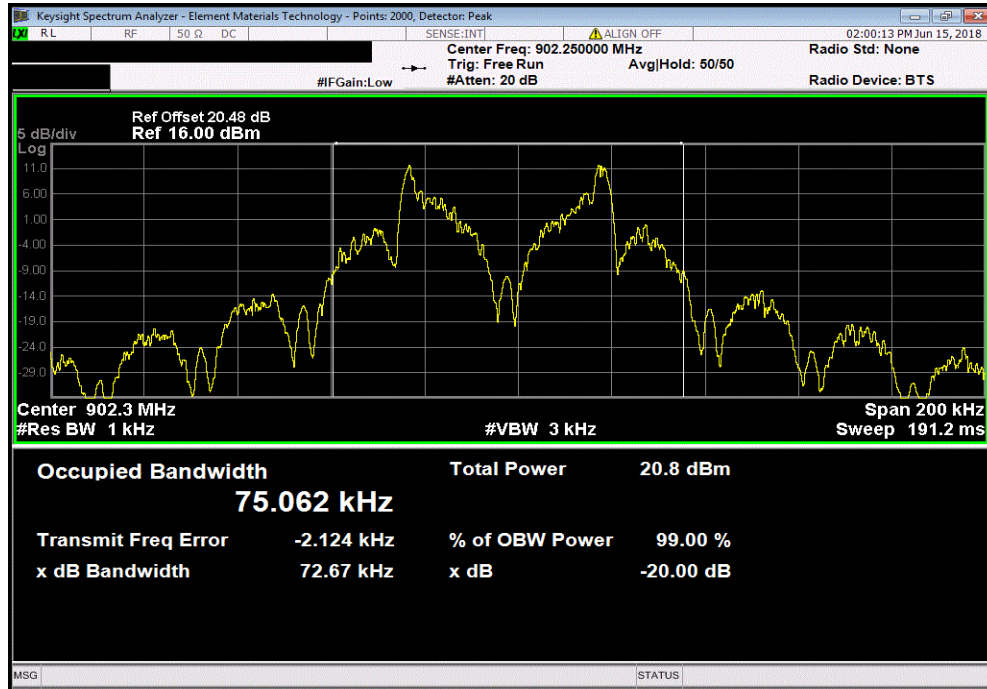 Keysight Spectrum Analyzer - Element Materials Technology - Points: 2000, Detector: Peak
LXI RL RF 50 Ω DC SENSE:INT ALIGN OFF 02:00:13 PM Jun 15, 2018
Center Freq: 902.250000 MHz Radio Std: None
Trig: Free Run Avg|Hold: 50/50
#IFGain:Low #Atten: 20 dB Radio Device: BTS
Ref Offset 20.48 dB
5 dB/div Ref 16.00 dBm
Log
11.0
6.00
1.00
-4.00
-9.00
-14.0
-19.0
-24.0
-29.0
Center 902.3 MHz Span 200 kHz
#Res BW 1 kHz #VBW 3 kHz Sweep 191.2 ms
Occupied Bandwidth Total Power 20.8 dBm
75.062 kHz
Transmit Freq Error -2.124 kHz % of OBW Power 99.00 %
x dB Bandwidth 72.67 kHz x dB -20.00 dB
MSG STATUS